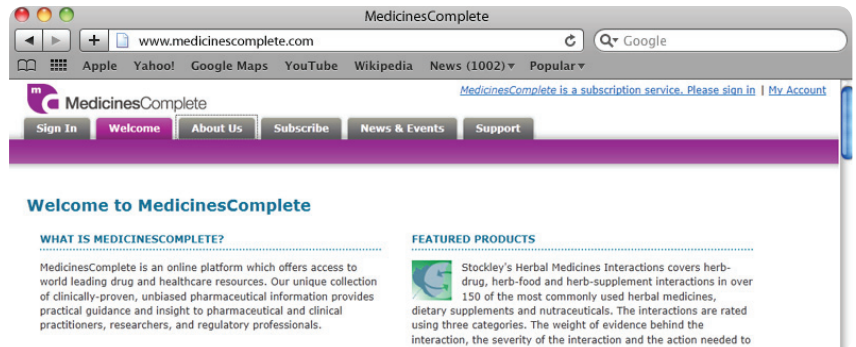 MedicinesComplete
www.medicinescomplete.com
Google
Apple Yahoo! Google Maps YouTube Wikipedia News (1002) Popular
MedicinesComplete is a subscription service. Please sign in | My Account
m c MedicinesComplete
Sign In Welcome About Us Subscribe News & Events Support
Welcome to MedicinesComplete
WHAT IS MEDICINESCOMPLETE?
MedicinesComplete is an online platform which offers access to
world leading drug and healthcare resources. Our unique collection
of clinically-proven, unbiased pharmaceutical information provides
practical guidance and insight to pharmaceutical and clinical
practitioners, researchers, and regulatory professionals.
FEATURED PRODUCTS
Stockley's Herbal Medicines Interactions covers herb-
drug, herb-food and herb-supplement interactions in over
150 of the most commonly used herbal medicines,
dietary supplements and nutraceuticals. The interactions are rated
using three categories. The weight of evidence behind the
interaction, the severity of the interaction and the action needed to